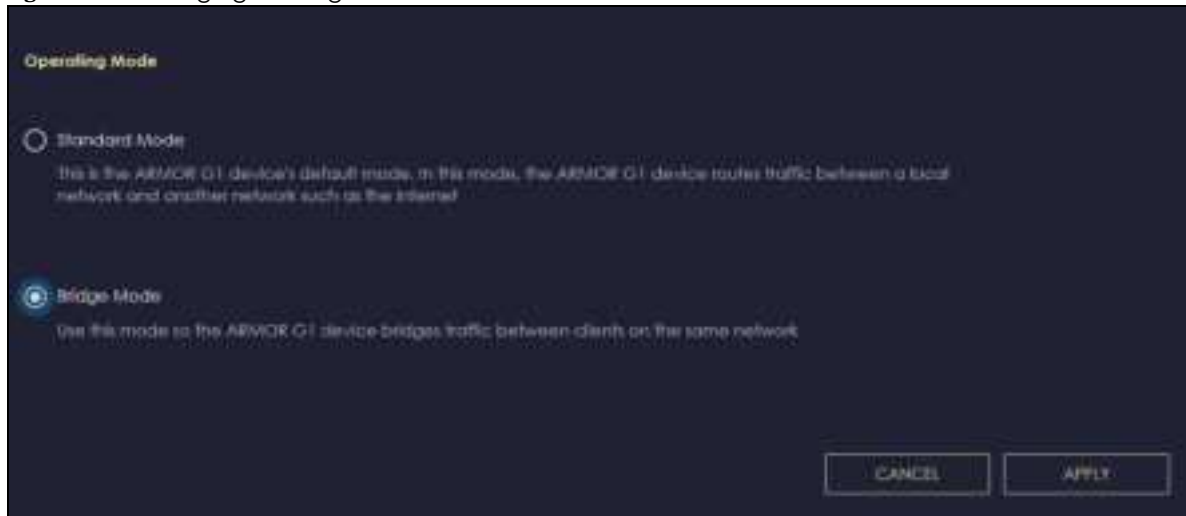 Operating Mode
Standard Mode
This is the ARMOR G1 device's default mode. In this mode, the ARMOR G1 device routes traffic between a local
network and another network such as the Internet
Bridge Mode
Use this mode so the ARMOR G1 device bridges traffic between clients on the same network
CANCEL
APPLY